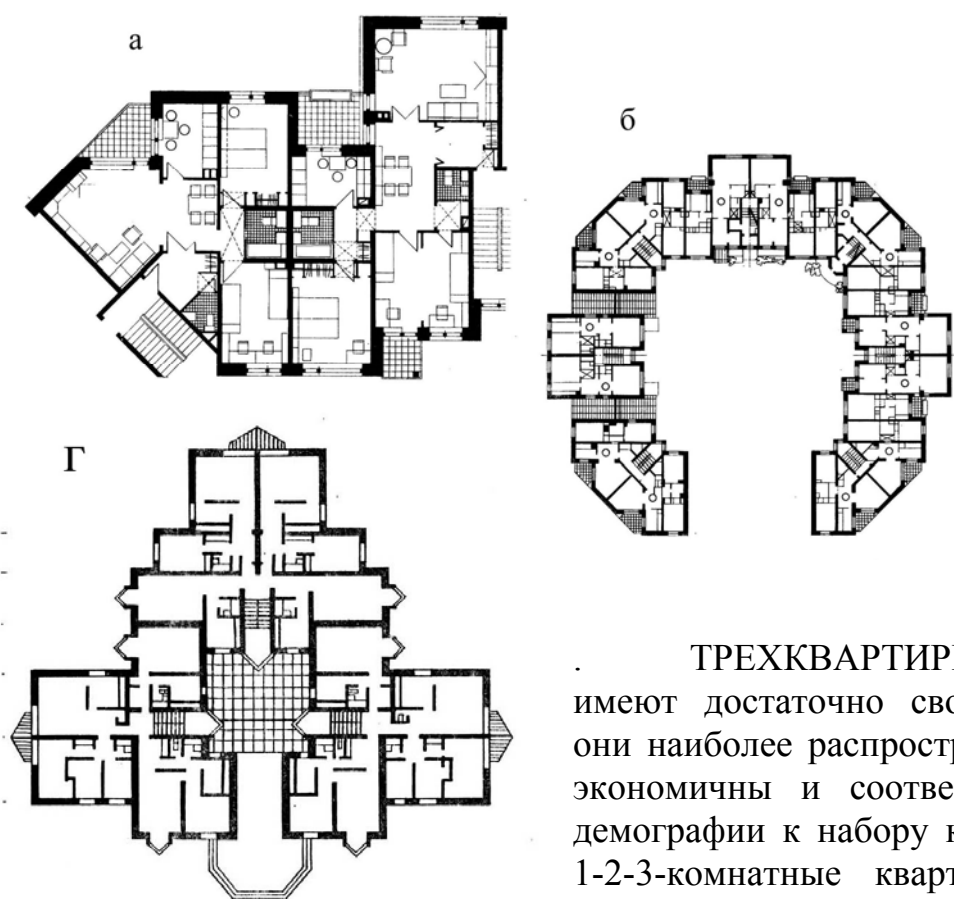 а
б
Г
. ТРЕХКВАРТИР
имеют достаточно сво
они наиболее распростр
экономичны и соотве
демографии к набору
1-2-3-комнатные кварт